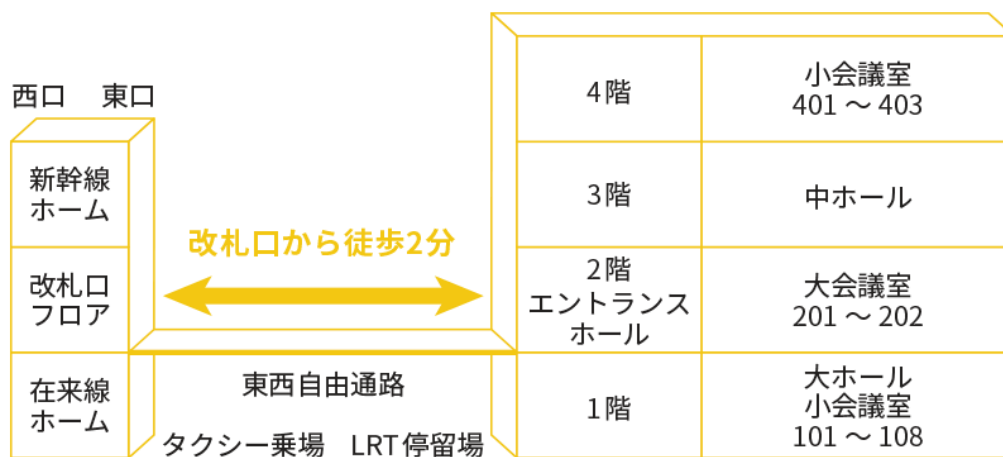 西口 東口
新幹線
ホーム
改札口
フロア
在来線
ホーム
改札口から徒歩2分
東西自由通路
タクシー乗場 LRT停留場
4階
小会議室
401 ～ 403
3階
中ホール
2階
エントランス
ホール
大会議室
201 ～ 202
1階
大ホール
小会議室
101 ～ 108